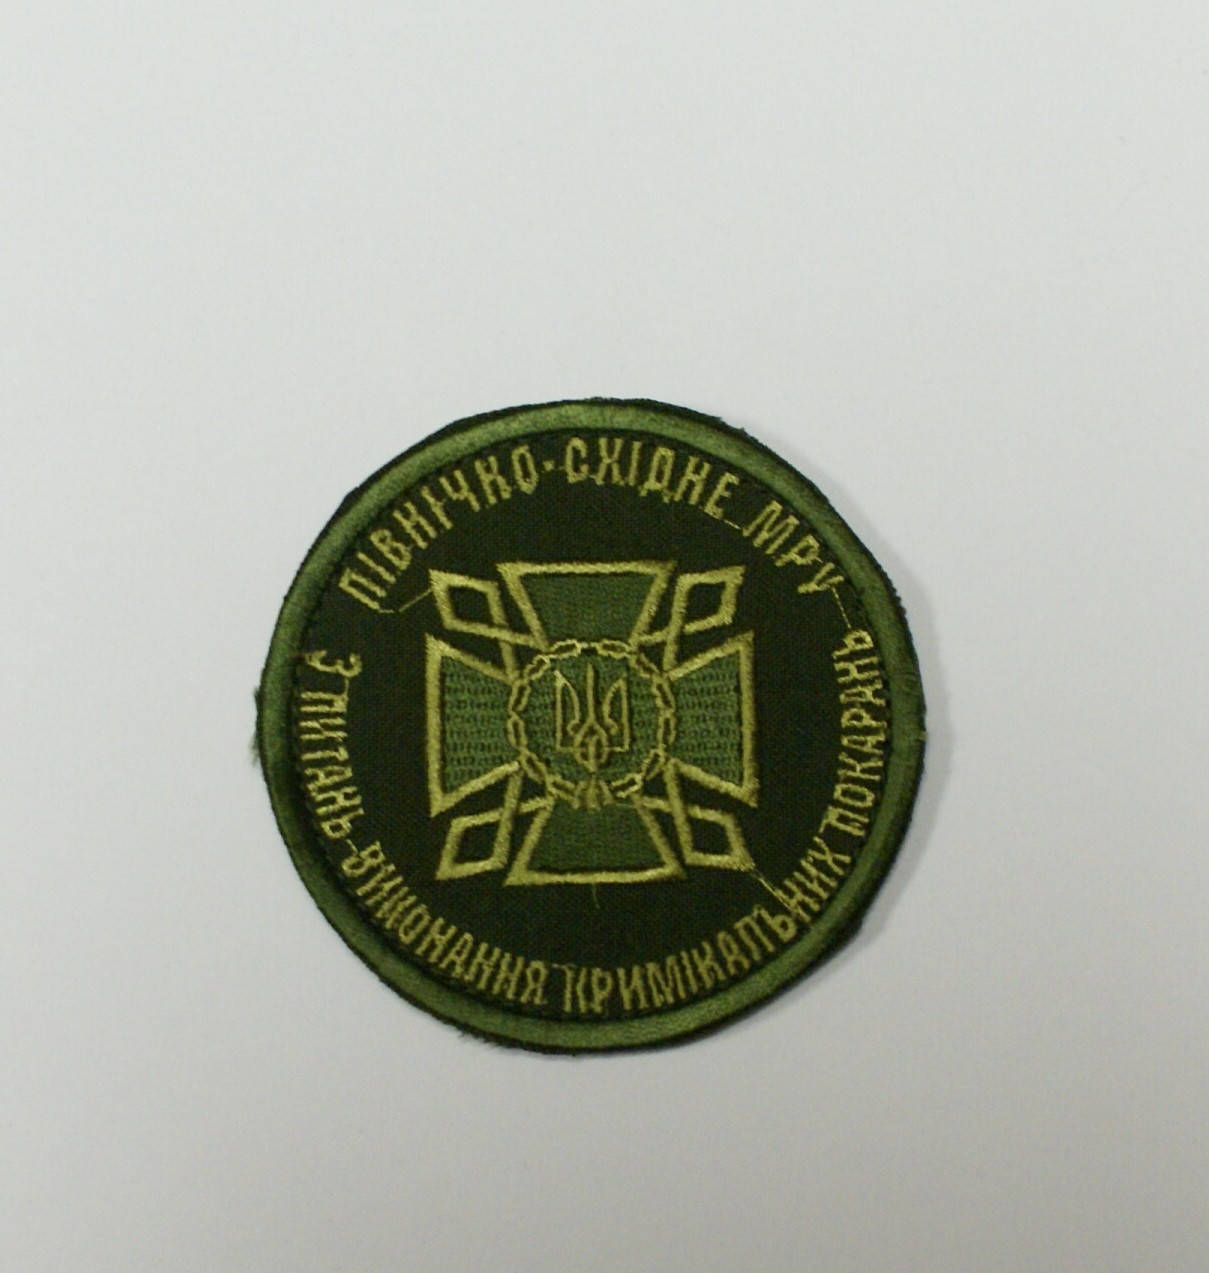 ПІВНІЧНО-СХІДНЕ МРУ
З ПИТАНЬ ВИКОНАННЯ КРИМІНАЛЬНИХ ПОКАРАНЬ